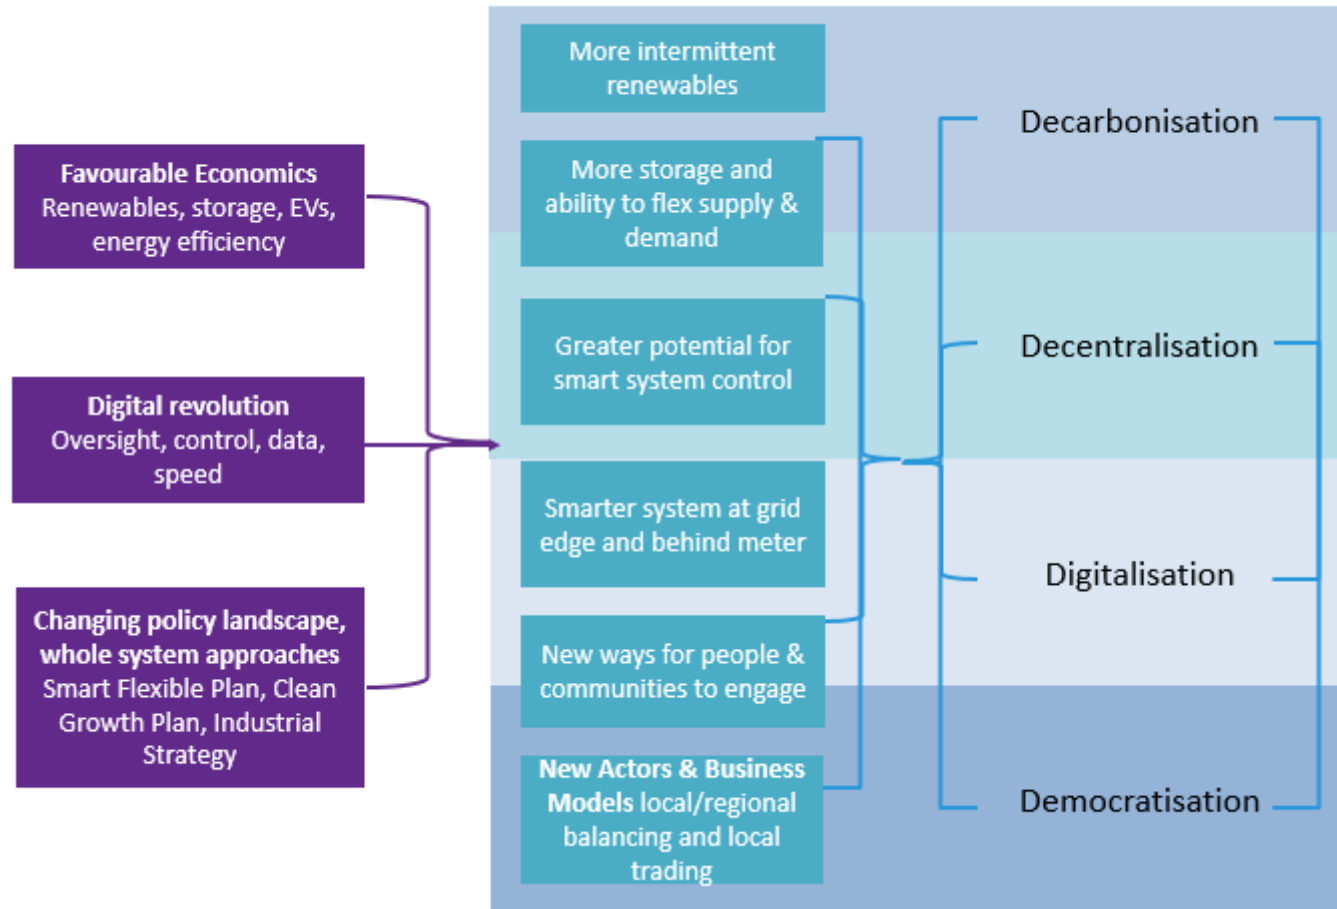 Favourable Economics
Renewables, storage, EVs,
energy efficiency
Digital revolution
Oversight, control, data,
speed
Changing policy landscape,
whole system approaches
Smart Flexible Plan, Clean
Growth Plan, Industrial
Strategy
More intermittent
renewables
More storage and
ability to flex supply &
demand
Greater potential for
smart system control
Smarter system at grid
edge and behind meter
New ways for people &
communities to engage
New Actors & Business
Models local/regional
balancing and local
trading
Decarbonisation
Decentralisation
Digitalisation
Democratisation